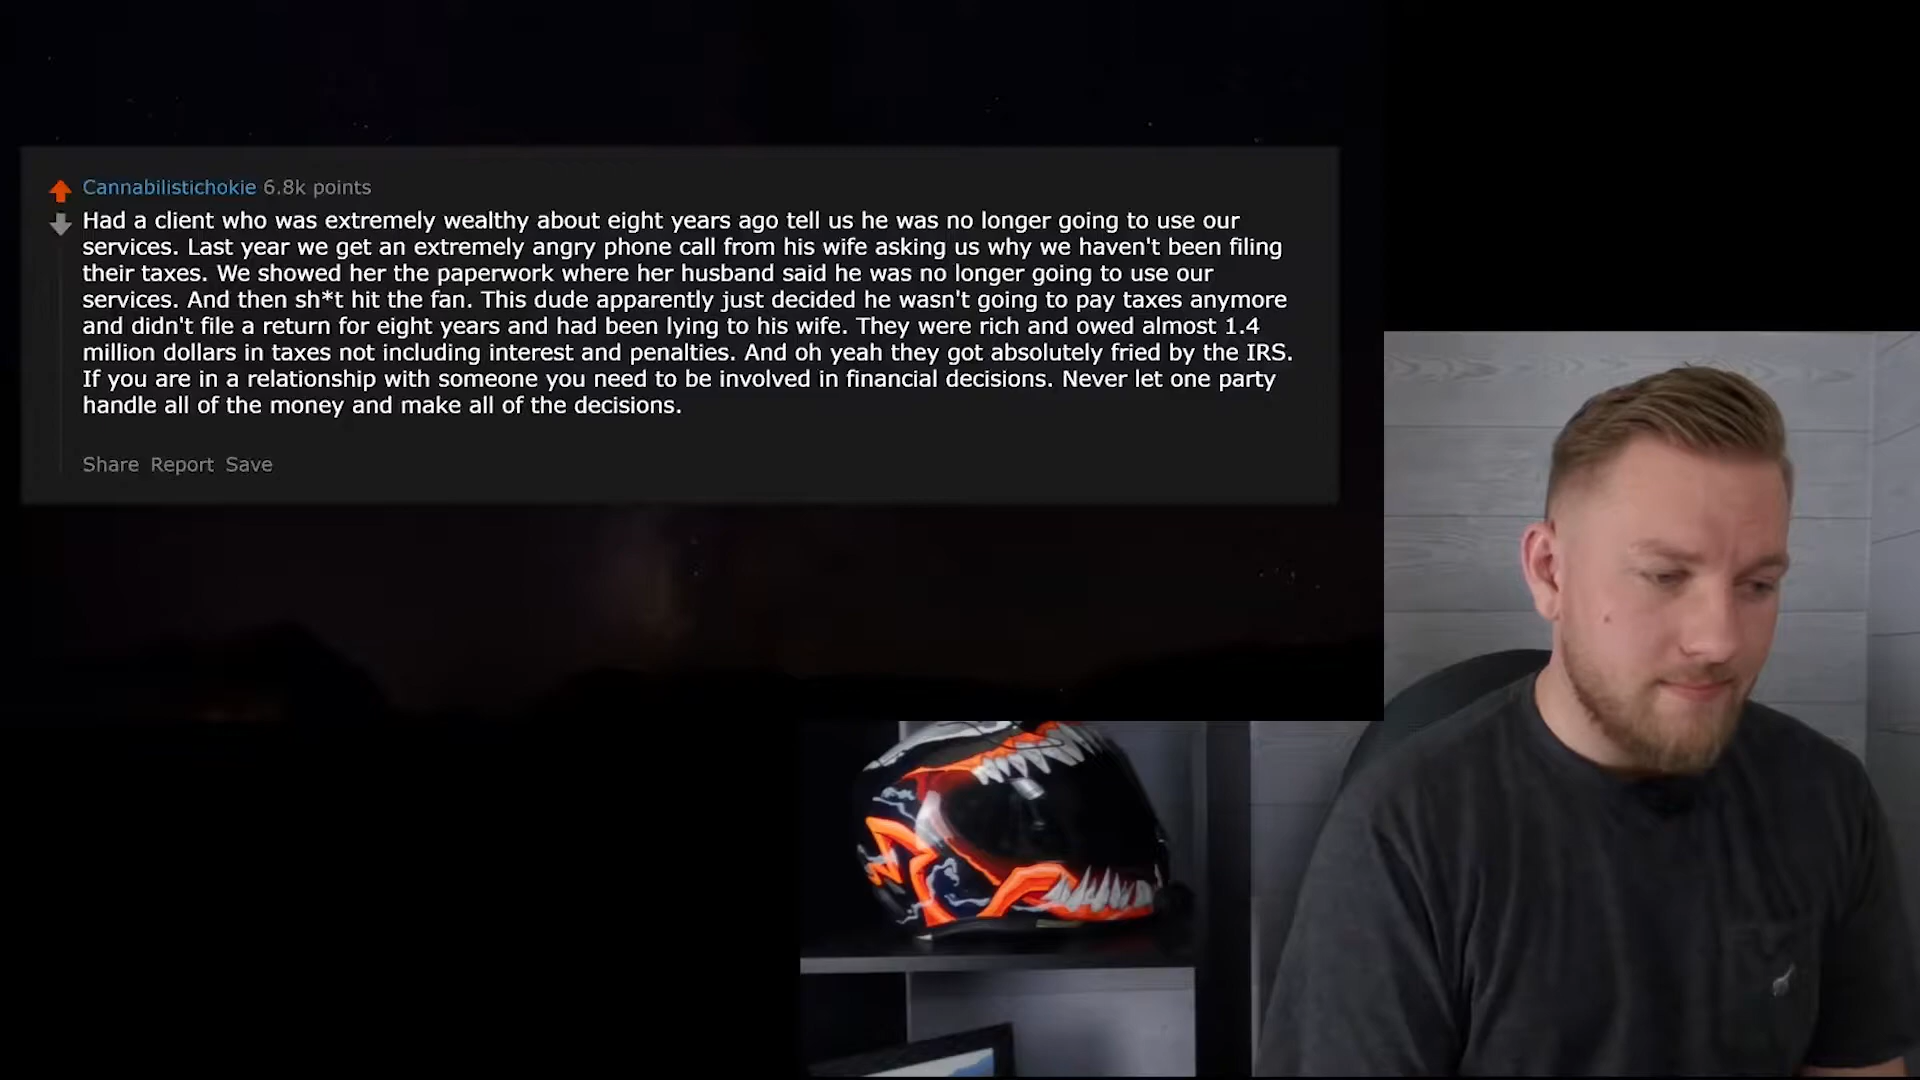 Cannabilistichokie 6.8k points
Had a client who was extremely wealthy about eight years ago tell us he was no longer going to use our
services. Last year we get an extremely angry phone call from his wife asking us why we haven't been filing
their taxes. We showed her the paperwork where her husband said he was no longer going to use our
services. And then sh*t hit the fan. This dude apparently just decided he wasn't going to pay taxes anymore
and didn't file a return for eight years and had been lying to his wife. They were rich and owed almost 1.4
million dollars in taxes not including interest and penalties. And oh yeah they got absolutely fried by the IRS.
If you are in a relationship with someone you need to be involved in financial decisions. Never let one party
handle all of the money and make all of the decisions.
Share Report Save